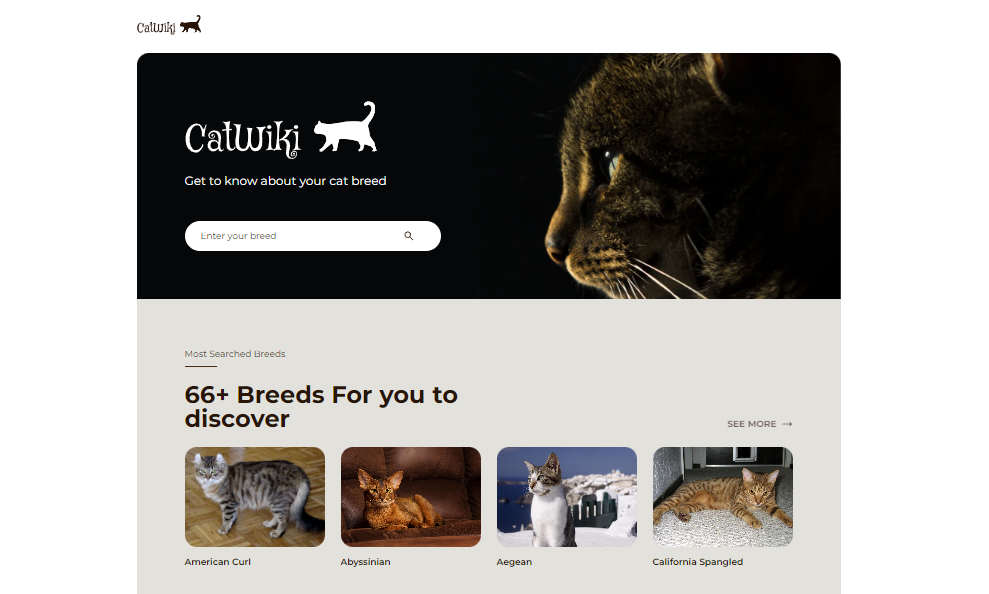 CatWiki
CatWiki
Get to know about your cat breed
Enter your breed
Most Searched Breeds
66+ Breeds For you to
discover
SEE MORE →
American Curl
Abyssinian
Aegean
California Spangled